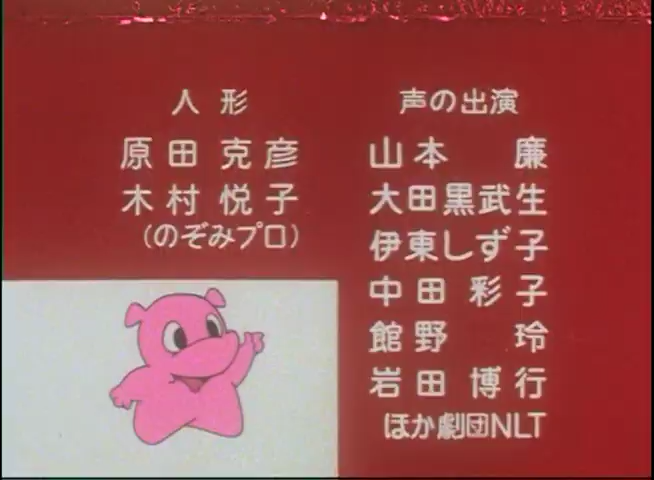 人形
原田克彦
木村悦子
(のぞみプロ)
声の出演
山本 廉
大田黒武生
伊東しず子
中田彩子
館野 玲
岩田博行
ほか劇団NLT